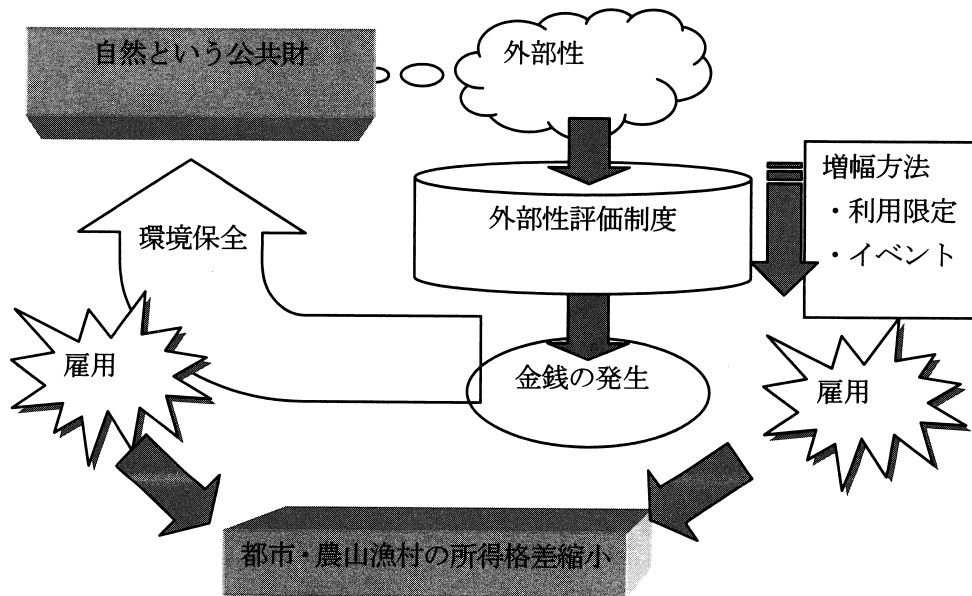 自然という公共財
外部性
外部性評価制度
増幅方法
・利用限定
・イベント
環境保全
雇用
金銭の発生
雇用
都市・農山漁村の所得格差縮小